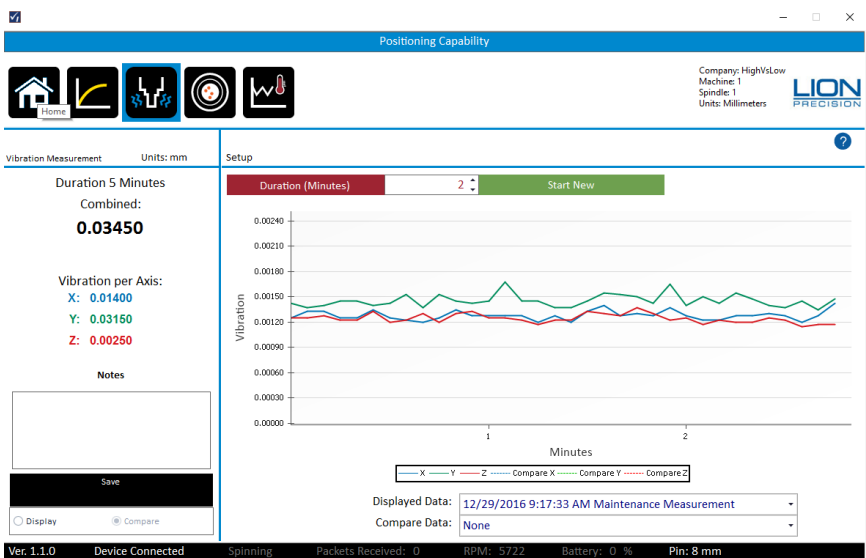 Positioning Capability
Home
Company: HighVsLow
Machine: 1
Spindle: 1
Units: Millimeters
LION
PRECISION
?
Vibration Measurement Units: mm
Setup
Duration 5 Minutes
Combined:
0.03450
Vibration per Axis:
X: 0.01400
Y: 0.03150
Z: 0.00250
Notes
Save
Display Compare
Duration (Minutes) 2 Start New
0.00240
0.00210
0.00180
0.00150
0.00120
0.00090
0.00060
0.00030
0.00000
Vibration
1 2
Minutes
X Y Z Compare X Compare Y Compare Z
Displayed Data: 12/29/2016 9:17:33 AM Maintenance Measurement
Compare Data: None
Ver. 1.1.0 Device Connected Spinning Packets Received: 0 RPM: 5722 Battery: 0 % Pin: 8 mm